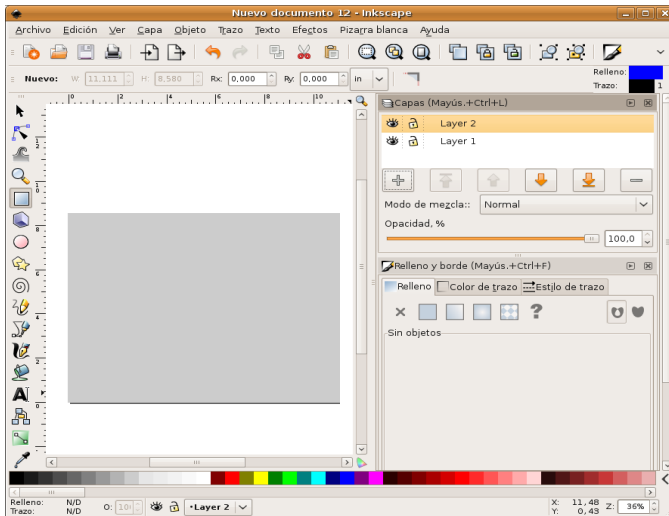 Nuevo documento 12 - Inkscape
Archivo Edición Ver Capa Objeto Trazo Texto Efectos Pizarra blanca Ayuda
Nuevo: W: 11.111 H: 8,580 Rx: 0,000 Ry: 0,000 in
Relleno:
Trazo: 1
Capas (Mayús.+Ctrl+L)
Layer 2
Layer 1
Modo de mezcla:: Normal
Opacidad, %
100,0
Relleno y borde (Mayús.+Ctrl+F)
Relleno Color de trazo Estilo de trazo
?
Sin objetos
Relleno: N/D
Trazo: N/D
O: Layer 2
X: 11,48
Y: 0,43
Z: 36%